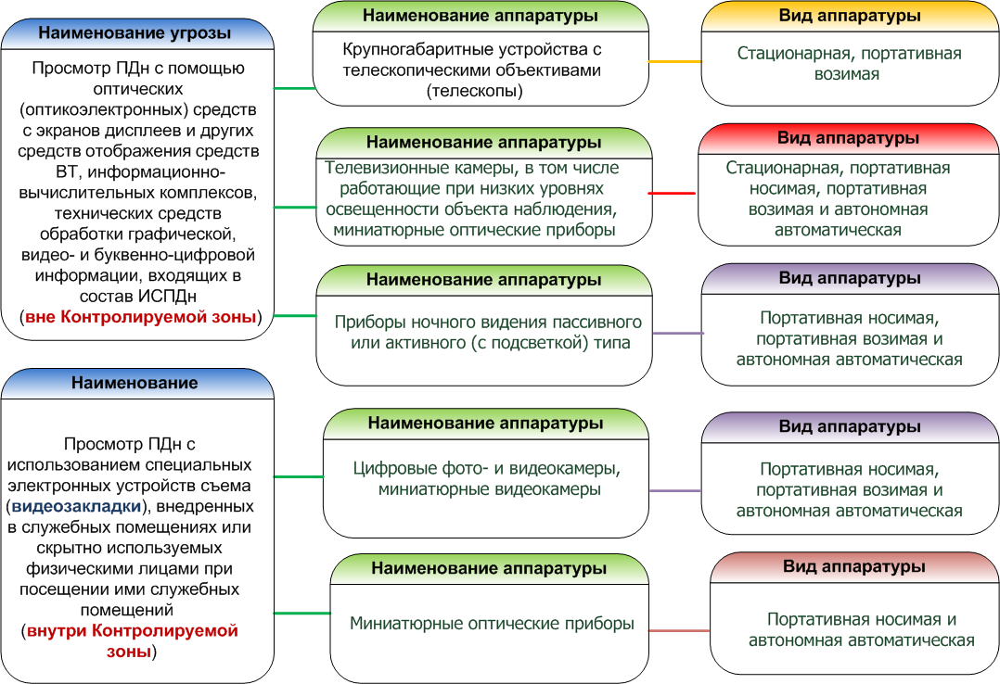 Наименование угрозы
Просмотр ПДн с помощью
оптических
(оптикоэлектронных) средств
с экранов дисплеев и других
средств отображения средств
ВТ, информационно-
вычислительных комплексов,
технических средств
обработки графической,
видео- и буквенно-цифровой
информации, входящих в
состав ИСПДн
(вне Контролируемой зоны)
Наименование аппаратуры
Крупногабаритные устройства с
телескопическими объективами
(телескопы)
Вид аппаратуры
Стационарная, портативная
возимая
Наименование аппаратуры
Телевизионные камеры, в том числе
работающие при низких уровнях
освещенности объекта наблюдения,
миниатюрные оптические приборы
Вид аппаратуры
Стационарная, портативная
носимая, портативная
возимая и автономная
автоматическая
Наименование аппаратуры
Приборы ночного видения пассивного
или активного (с подсветкой) типа
Вид аппаратуры
Портативная носимая,
портативная возимая и
автономная автоматическая
Наименование
Просмотр ПДн с
использованием специальных
электронных устройств съема
(видеозакладки), внедренных
в служебных помещениях или
скрытно используемых
физическими лицами при
посещении ими служебных
помещений
(внутри Контролируемой
зоны)
Наименование аппаратуры
Цифровые фото- и видеокамеры,
миниатюрные видеокамеры
Вид аппаратуры
Портативная носимая,
портативная возимая и
автономная автоматическая
Наименование аппаратуры
Миниатюрные оптические приборы
Вид аппаратуры
Портативная носимая и
автономная автоматическая